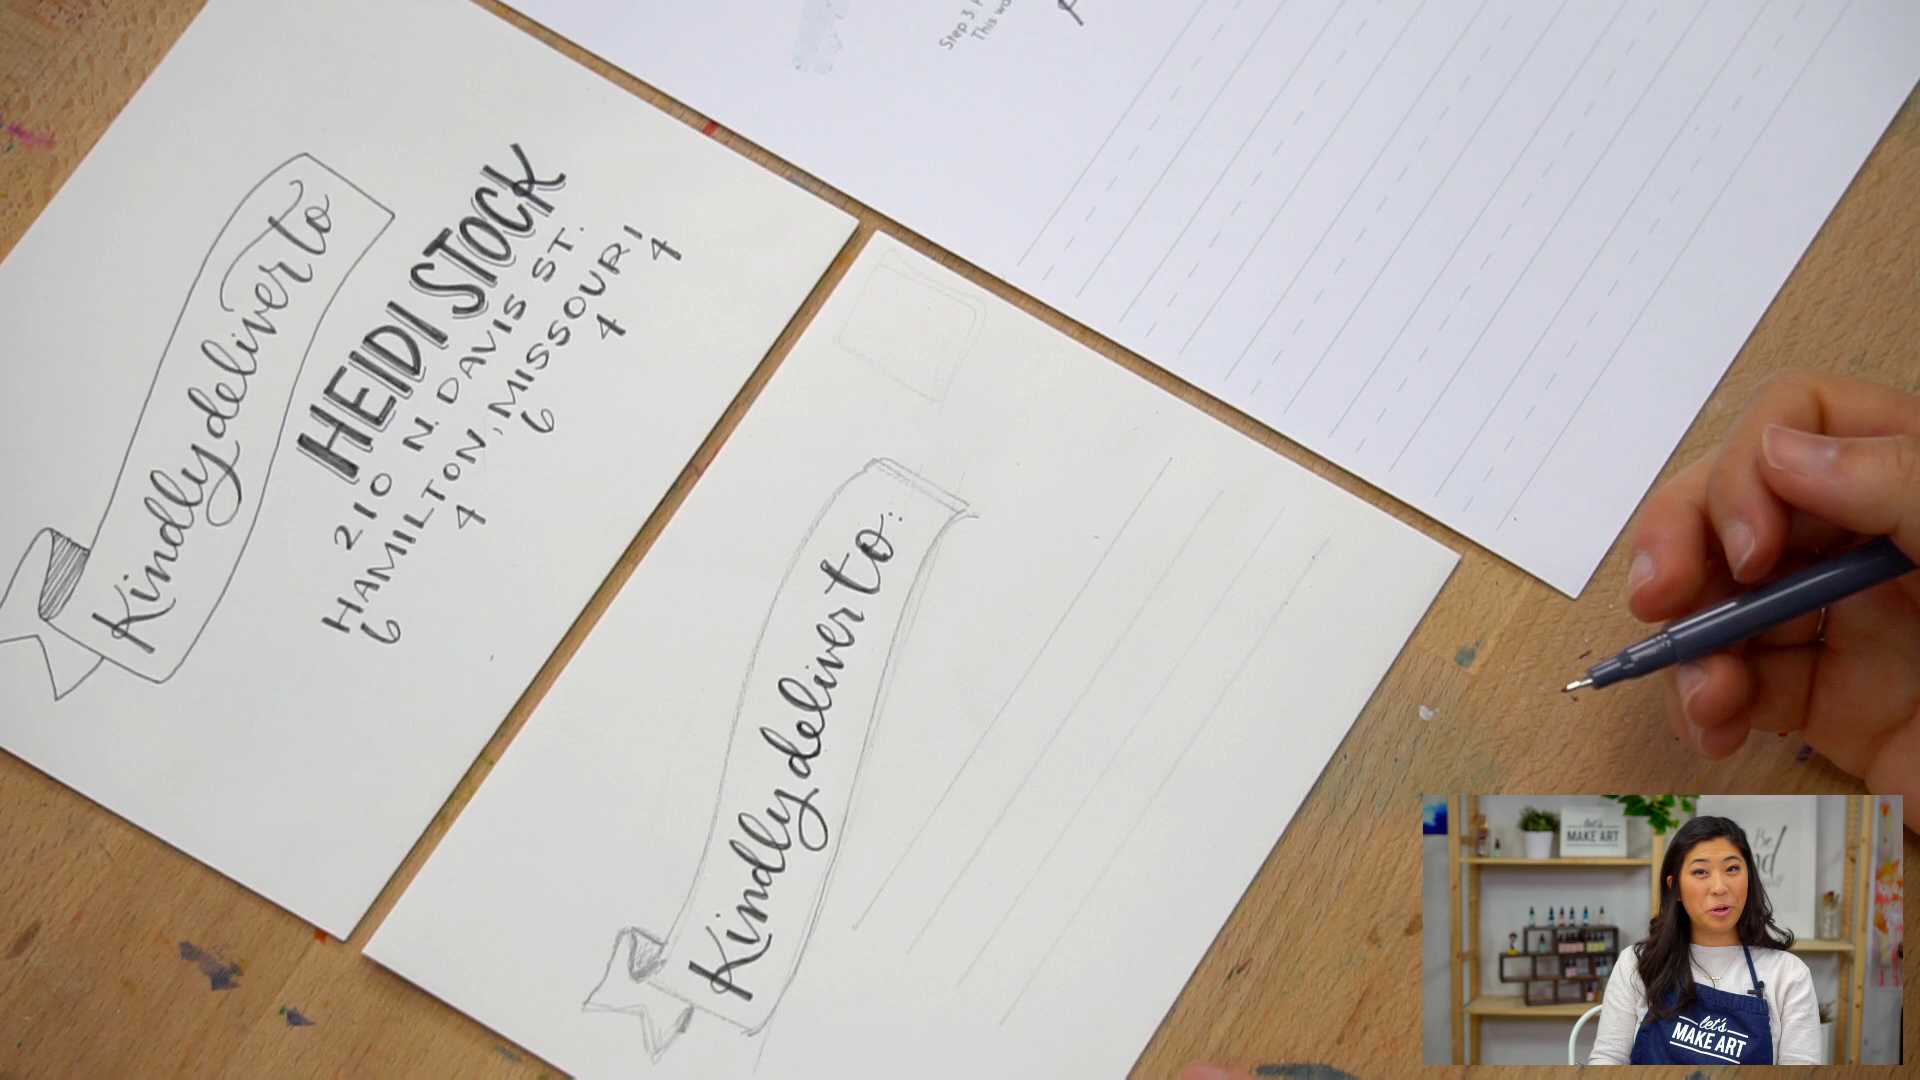 Kindly deliver to
HEIDI STOCK
210 N. DAVIS ST.
HAMILTON, MISSOURI
6 4 6 4 4
Kindly deliver to:
Step 3:
This
let's
MAKE ART
Be
let's
MAKE ART